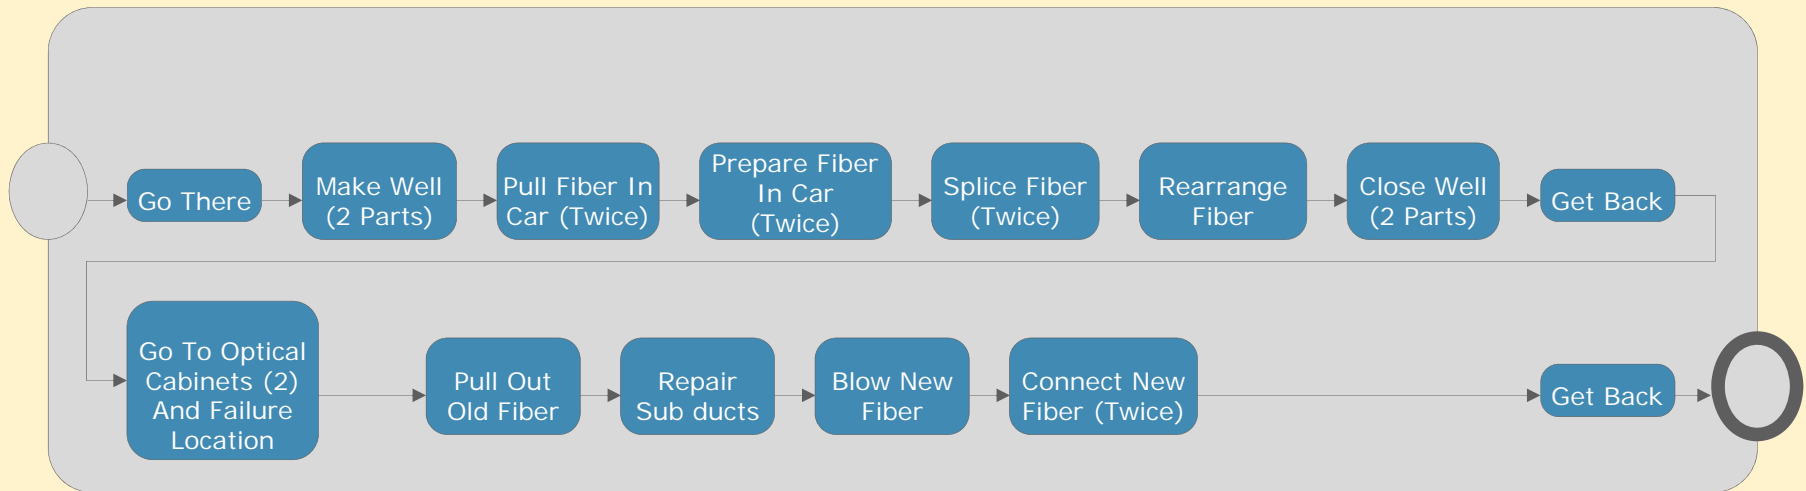 Go There
Make Well
(2 Parts)
Pull Fiber In
Car (Twice)
Prepare Fiber
In Car
(Twice)
Splice Fiber
(Twice)
Rearrange
Fiber
Close Well
(2 Parts)
Get Back
Go To Optical
Cabinets (2)
And Failure
Location
Pull Out
Old Fiber
Repair
Sub ducts
Blow New
Fiber
Connect New
Fiber (Twice)
Get Back